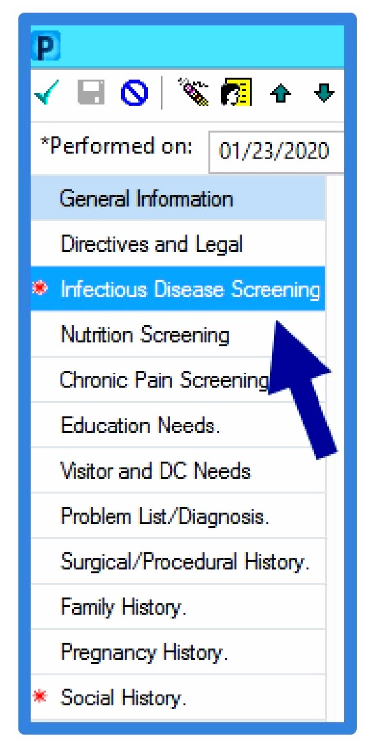 P
*Performed on: 01/23/2020
General Information
Directives and Legal
Infectious Disease Screening
Nutrition Screening
Chronic Pain Screening
Education Needs.
Visitor and DC Needs
Problem List/Diagnosis.
Surgical/Procedural History.
Family History.
Pregnancy History.
* Social History.